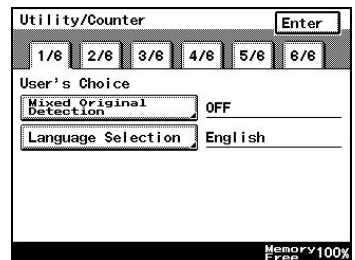 Utility/Counter Enter
1/6 2/6 3/6 4/6 5/6 6/6
User's Choice
Mixed Original
Detection
OFF
Language Selection English
Memory 100%
Free